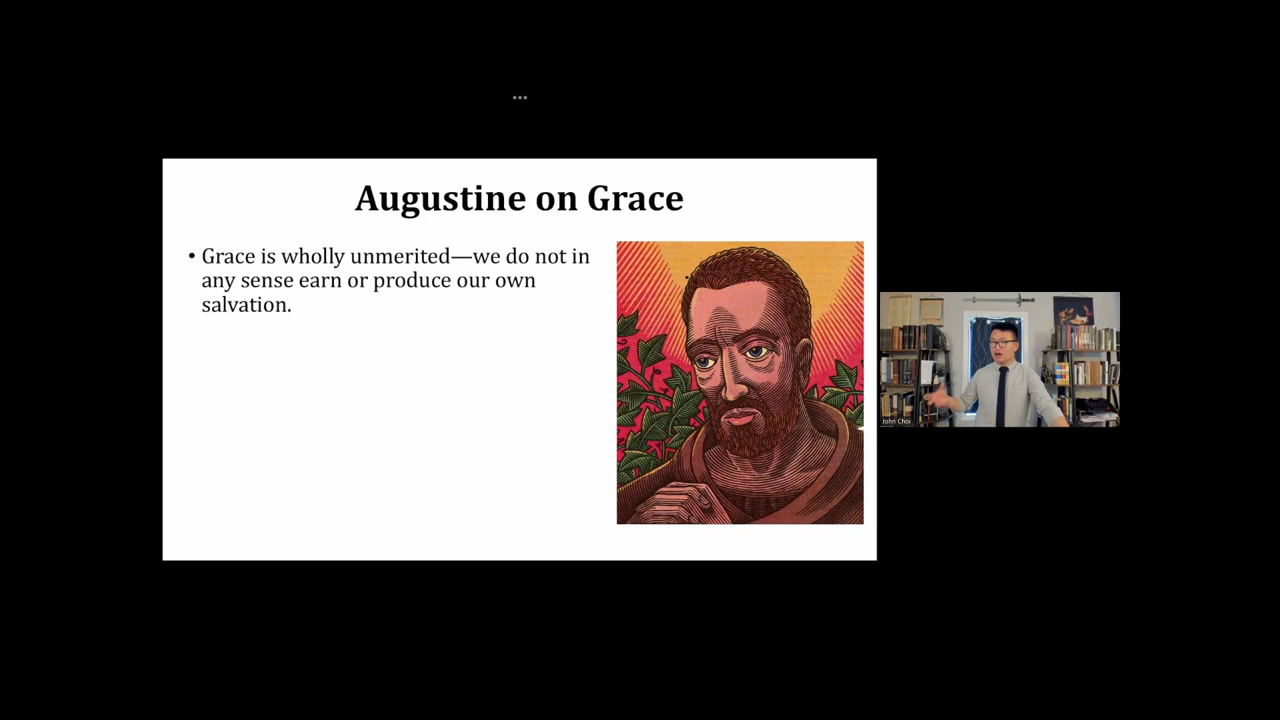 Augustine on Grace
• Grace is wholly unmerited—we do not in
any sense earn or produce our own
salvation.
John Choi